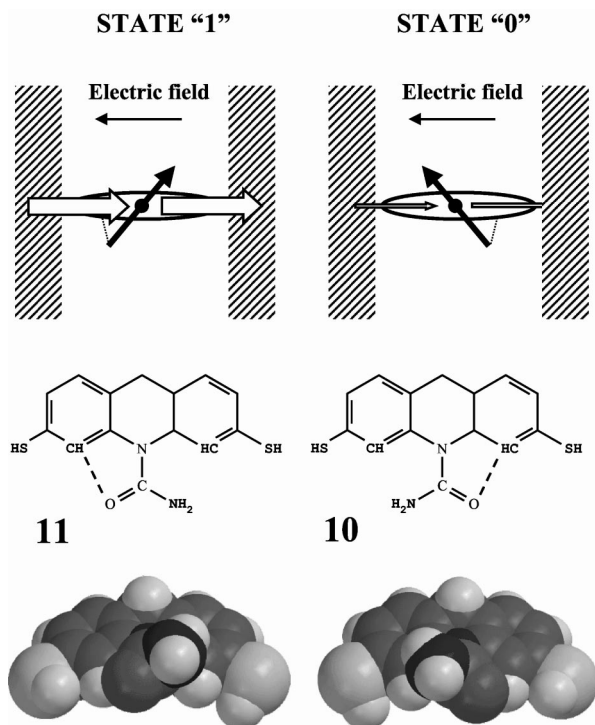 STATE “1”
STATE “0”
Electric field
Electric field
HS CH N HC SH
C
O NH₂
11
HS CH N HC SH
C
H₂N O
10